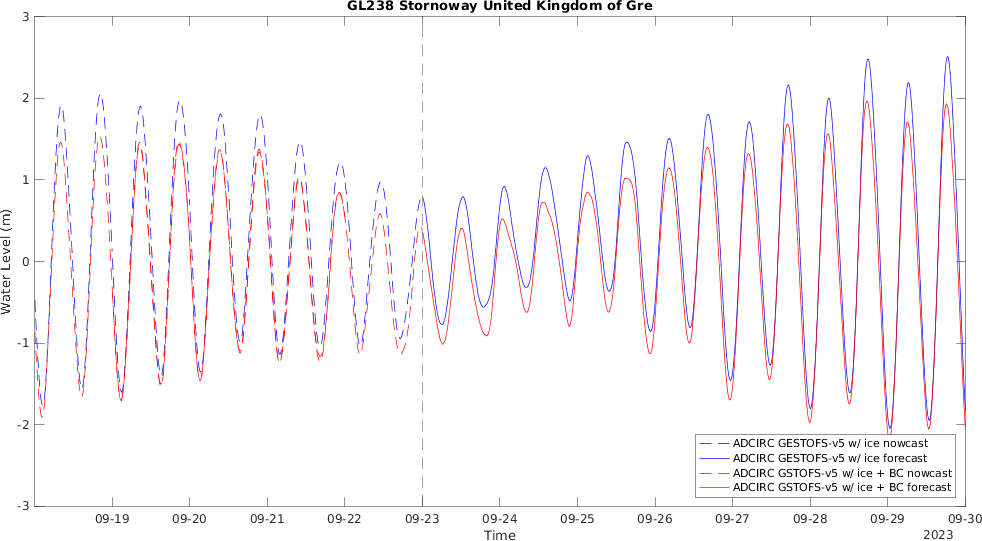 GL238 Stornoway United Kingdom of Gre
3
2
1
0
-1
-2
-3
Water Level (m)
ADCIRC GESTOFS-v5 w/ ice nowcast
ADCIRC GESTOFS-v5 w/ ice forecast
ADCIRC GSTOFS-v5 w/ ice + BC nowcast
ADCIRC GSTOFS-v5 w/ ice + BC forecast
09-19 09-20 09-21 09-22 09-23 09-24 09-25 09-26 09-27 09-28 09-29 09-30
Time
2023